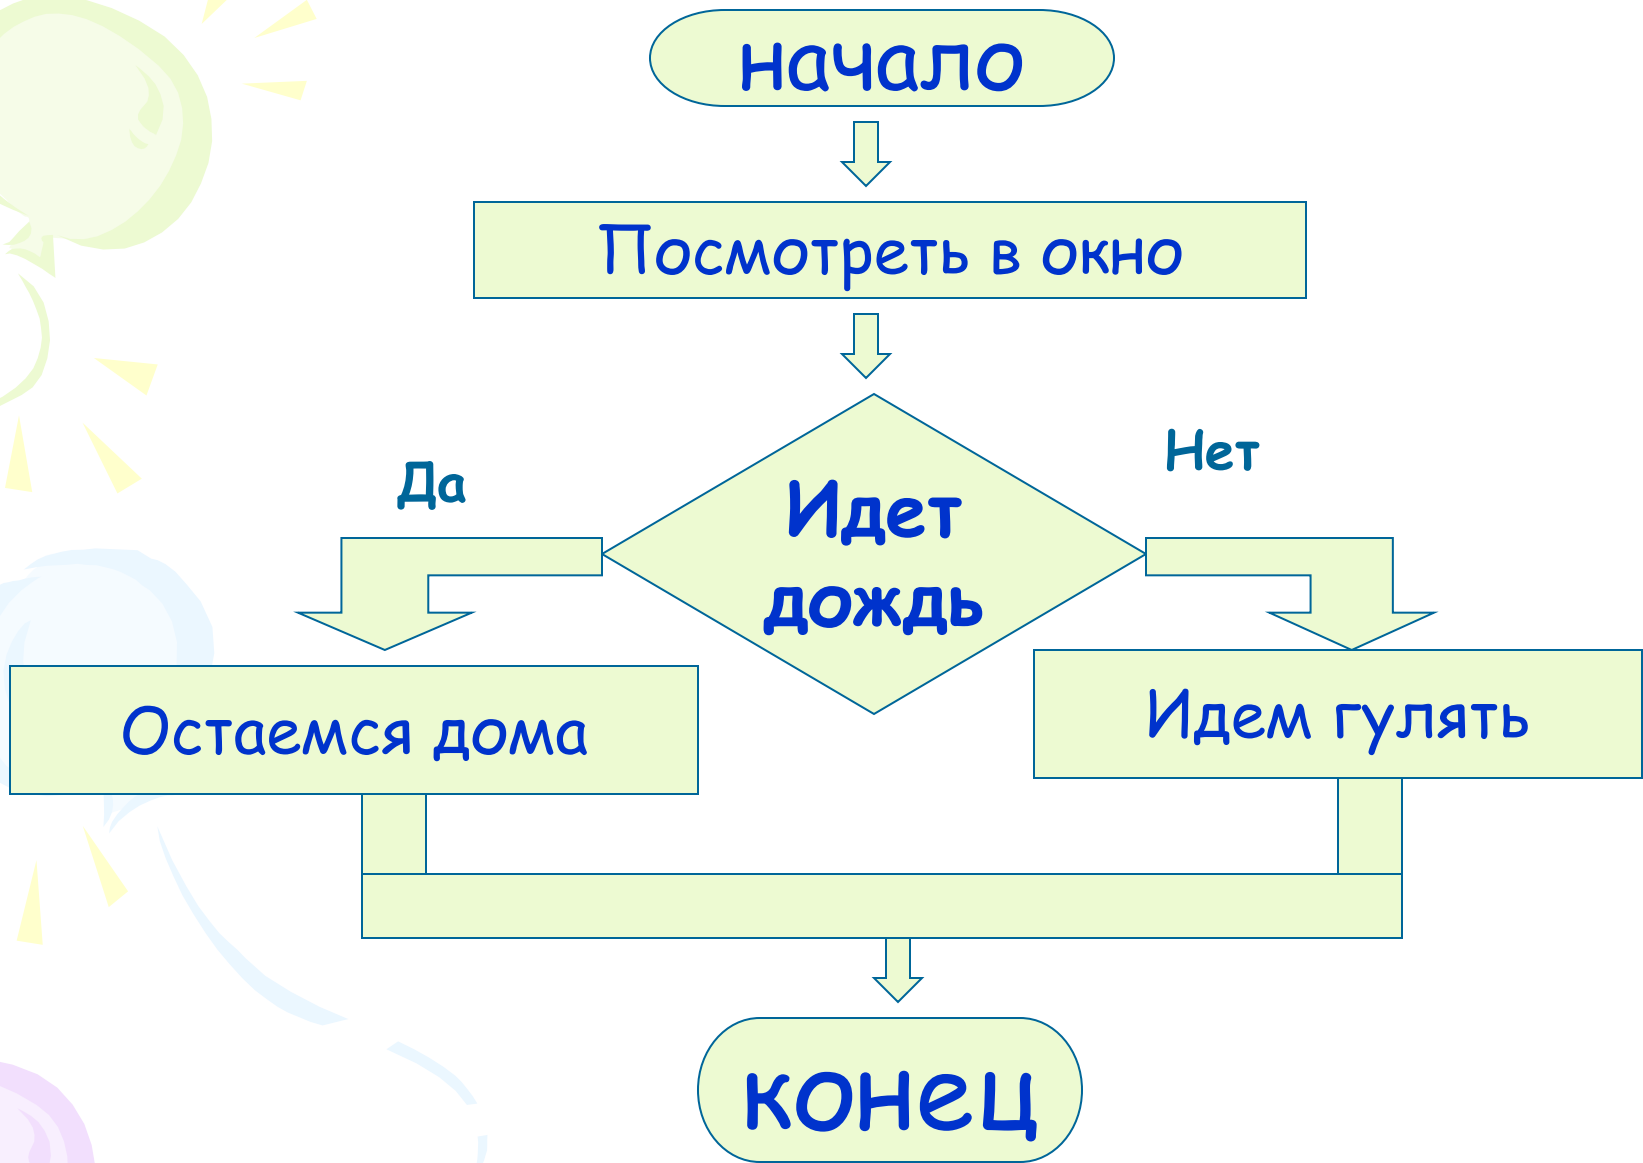 начало
Посмотреть в окно
Да
Нет
Идет
дождь
Остаемся дома
Идем гулять
конец